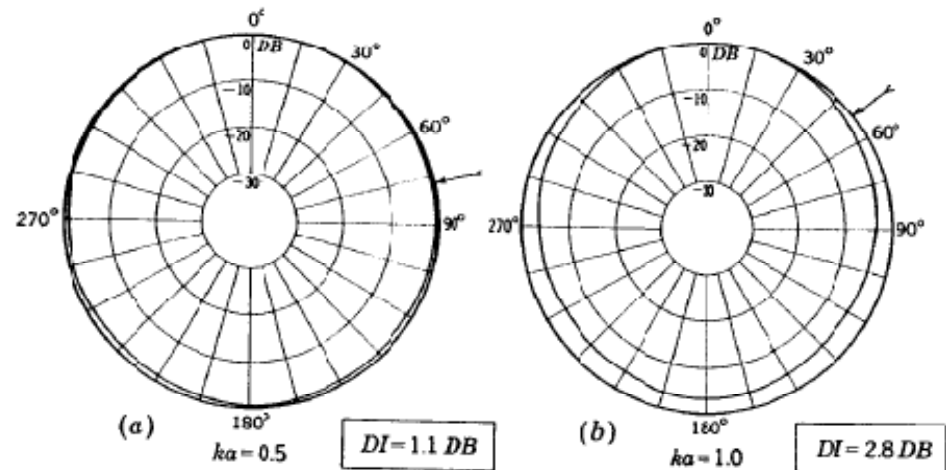 0°
0 DB
-10
-20
-30
30°
60°
90°
180°
270°
(a)
ka = 0.5
DI = 1.1 DB
0°
0 DB
-10
-20
-30
30°
60°
90°
180°
270°
(b)
ka = 1.0
DI = 2.8 DB